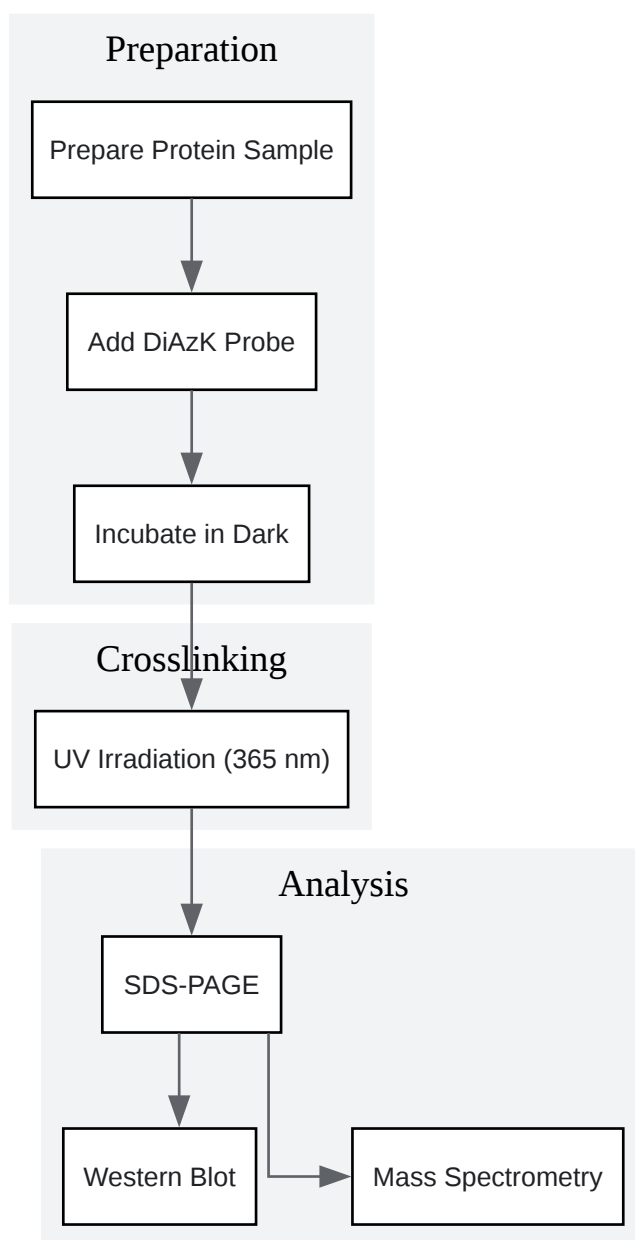 Preparation
Prepare Protein Sample
Add DiAzK Probe
Incubate in Dark
Crosslinking
UV Irradiation (365 nm)
Analysis
SDS-PAGE
Western Blot
Mass Spectrometry